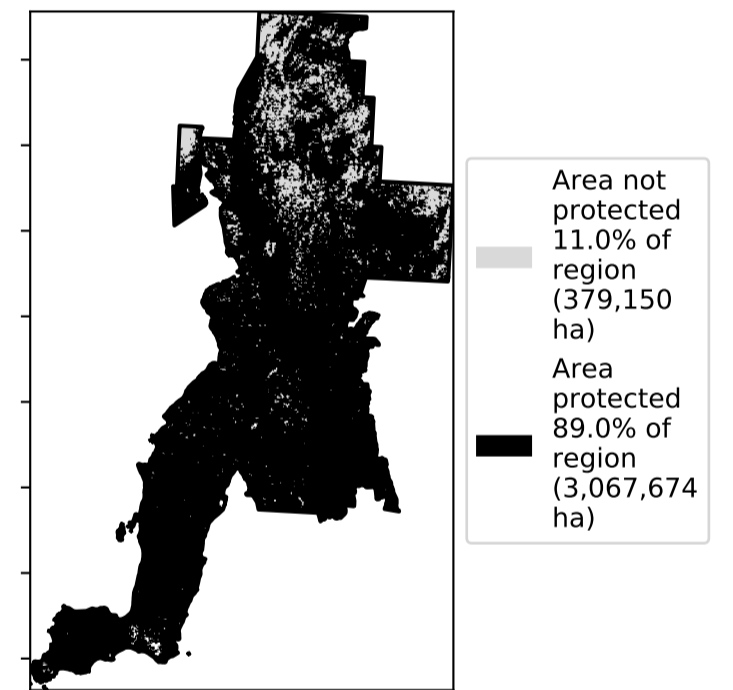 Area not
protected
11.0% of
region
(379,150
ha)
Area
protected
89.0% of
region
(3,067,674
ha)